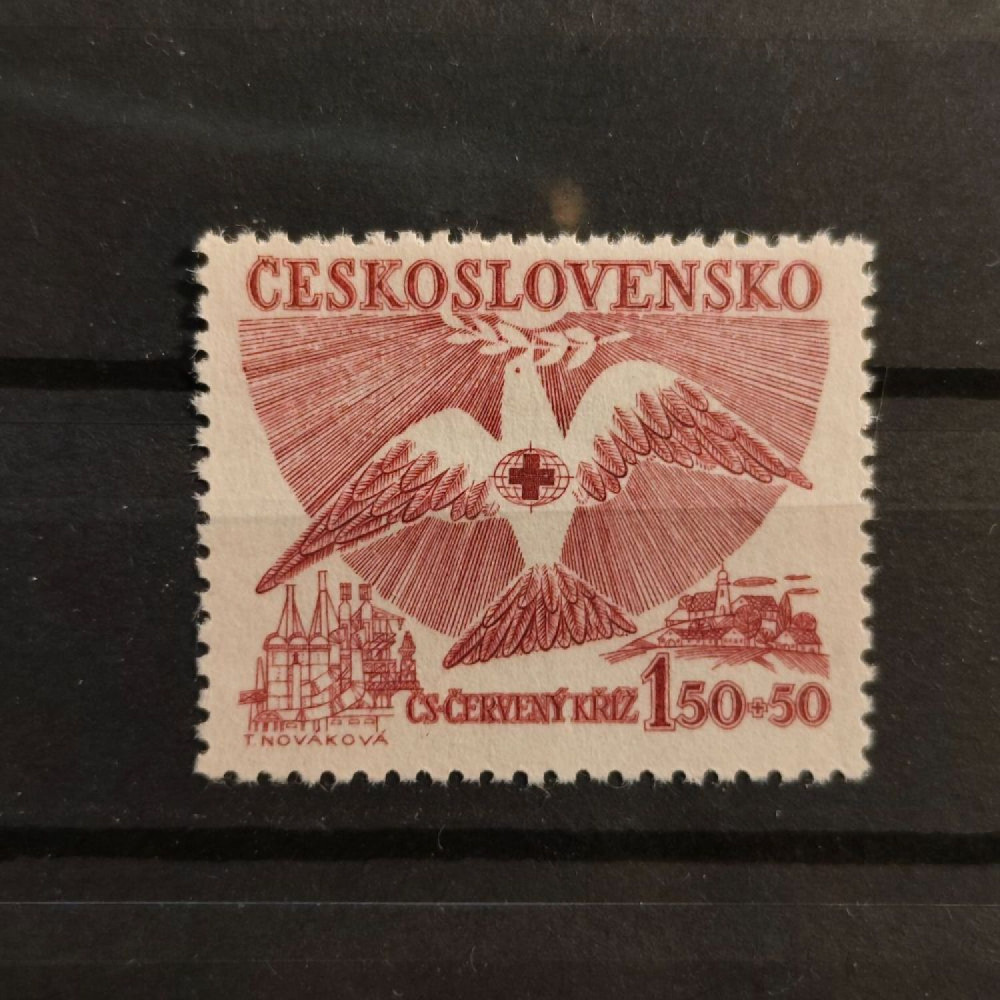 ČESKOSLOVENSKO
ČS-ČERVENÝ KŘÍŽ 1 50+50
T. NOVÁKOVÁ